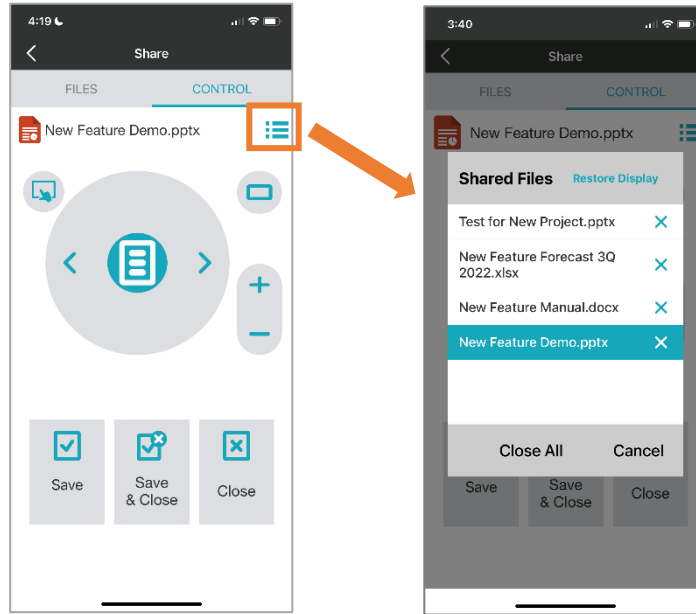 4:19
Share
FILES CONTROL
New Feature Demo.pptx
Save
Save
& Close
Close
3:40
Share
FILES CONTROL
New Feature Demo.pptx
Shared Files Restore Display
Test for New Project.pptx
New Feature Forecast 3Q
2022.xlsx
New Feature Manual.docx
New Feature Demo.pptx
Close All Cancel
Save
Save
& Close
Close